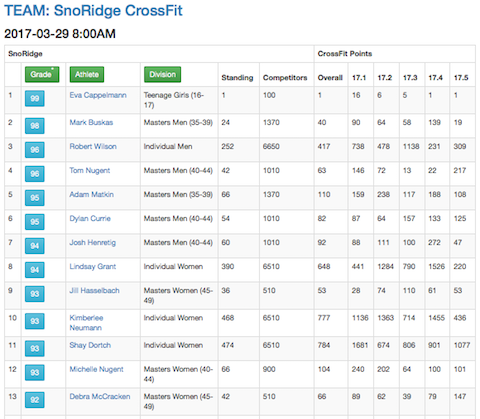 TEAM: SnoRidge CrossFit
2017-03-29 8:00AM
SnoRidge CrossFit Points
Grade Athlete Division Standing Competitors Overall 17.1 17.2 17.3 17.4 17.5
1 99 Eva Cappelmann Teenage Girls (16- 1 100 1 16 6 5 1 1
17)
2 98 Mark Buskas Masters Men (35-39) 24 1370 40 90 64 58 139 19
3 96 Robert Wilson Individual Men 252 6650 417 738 478 1138 231 309
4 96 Tom Nugent Masters Men (40-44) 42 1010 63 146 72 13 22 217
5 95 Adam Matkin Masters Men (35-39) 66 1370 110 159 238 117 188 108
6 95 Dylan Currie Masters Men (40-44) 54 1010 82 87 64 157 133 125
7 94 Josh Henretig Masters Men (40-44) 60 1010 92 88 111 100 272 47
8 94 Lindsay Grant Individual Women 390 6510 648 441 1284 790 1526 220
9 93 Jill Hasselbach Masters Women (45- 36 510 53 28 74 110 61 53
49)
10 93 Kimberlee Individual Women 468 6510 777 1136 1363 714 1455 436
Neumann
11 93 Shay Dortch Individual Women 474 6510 784 1681 674 806 901 1077
12 93 Michelle Nugent Masters Women (40- 66 900 104 240 202 64 100 101
44)
13 92 Debra McCracken Masters Women (45- 42 510 66 89 62 39 79 147
49)